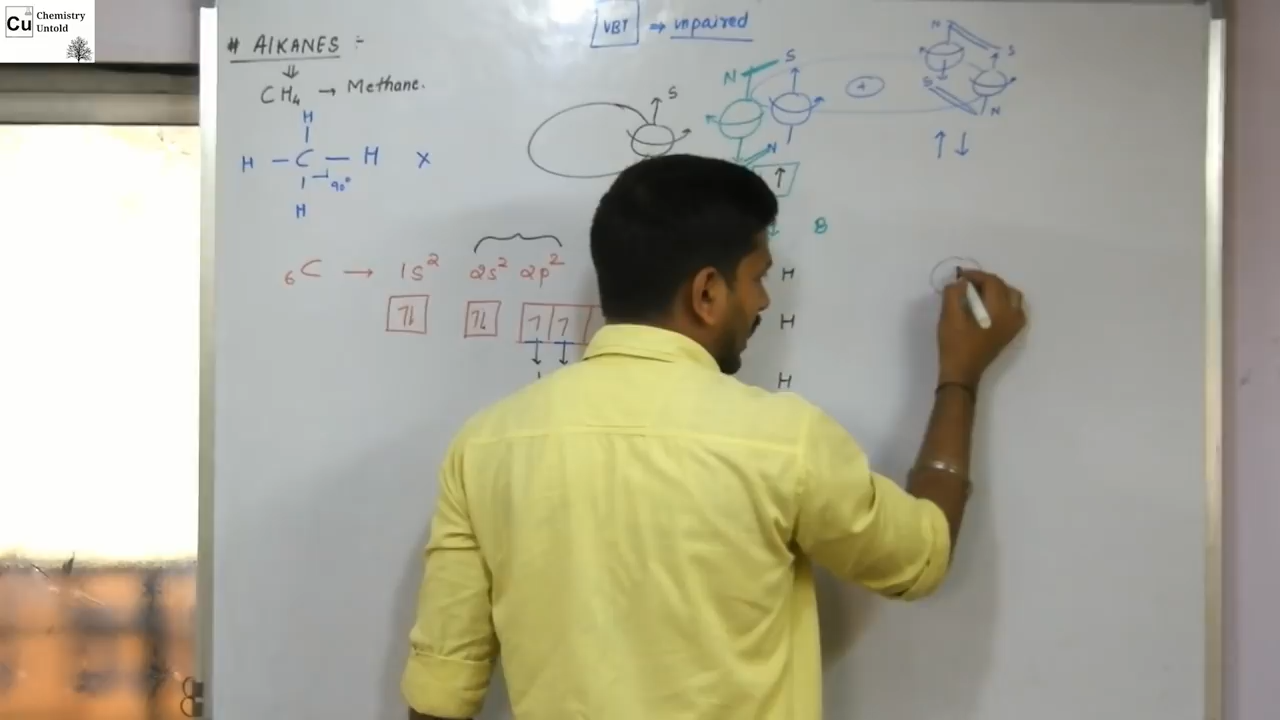 Cu
Chemistry
Untold
# AlKANES :-
⇓
CH₄ → Methane.
H
H - C - H x
90°
H
VBT → unpaired
N S
S
N
N S
S N
+
↑ ↓
↑
B
₆C → 1s² 2s² 2p²
↿⇂ ↿⇂ ↿ ↿
H
H
H